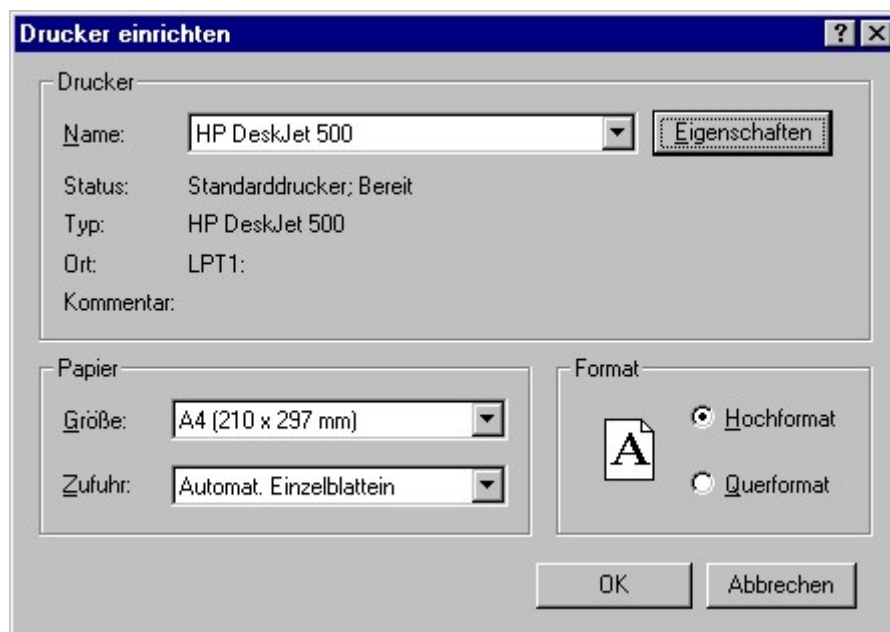 Drucker einrichten
Drucker
Name: HP DeskJet 500 Eigenschaften
Status: Standarddrucker; Bereit
Typ: HP DeskJet 500
Ort: LPT1:
Kommentar:
Papier
Größe: A4 (210 x 297 mm)
Zufuhr: Automat. Einzelblattein
Format
A
Hochformat
Querformat
OK Abbrechen